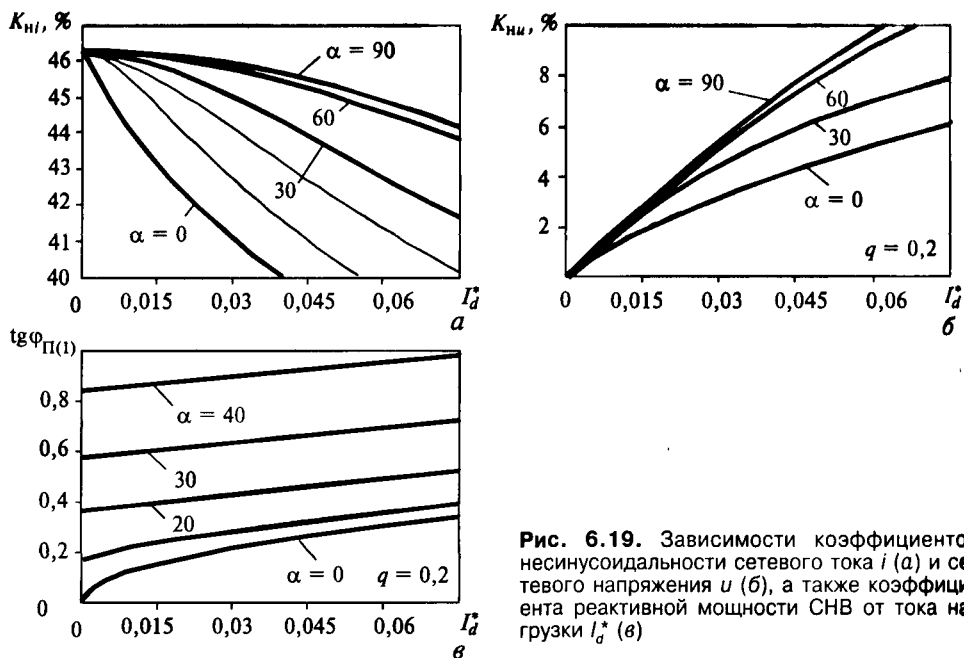 K_нi, %
46
45
44
43
42
41
40
α = 90
60
30
α = 0
0
0,015
0,03
0,045
0,06
I_d^*
а
K_нu, %
8
6
4
2
α = 90
60
30
α = 0
q = 0,2
0
0,015
0,03
0,045
0,06
I_d^*
б
tgφ_П(1)
0,8
0,6
0,4
0,2
0
α = 40
30
20
α = 0
q = 0,2
0
0,015
0,03
0,045
0,06
I_d^*
в
Рис. 6.19. Зависимости коэффициенто
несинусоидальности сетевого тока i (а) и се
тевого напряжения u (б), а также коэффици
ента реактивной мощности СНВ от тока на
грузки I_d^* (в)